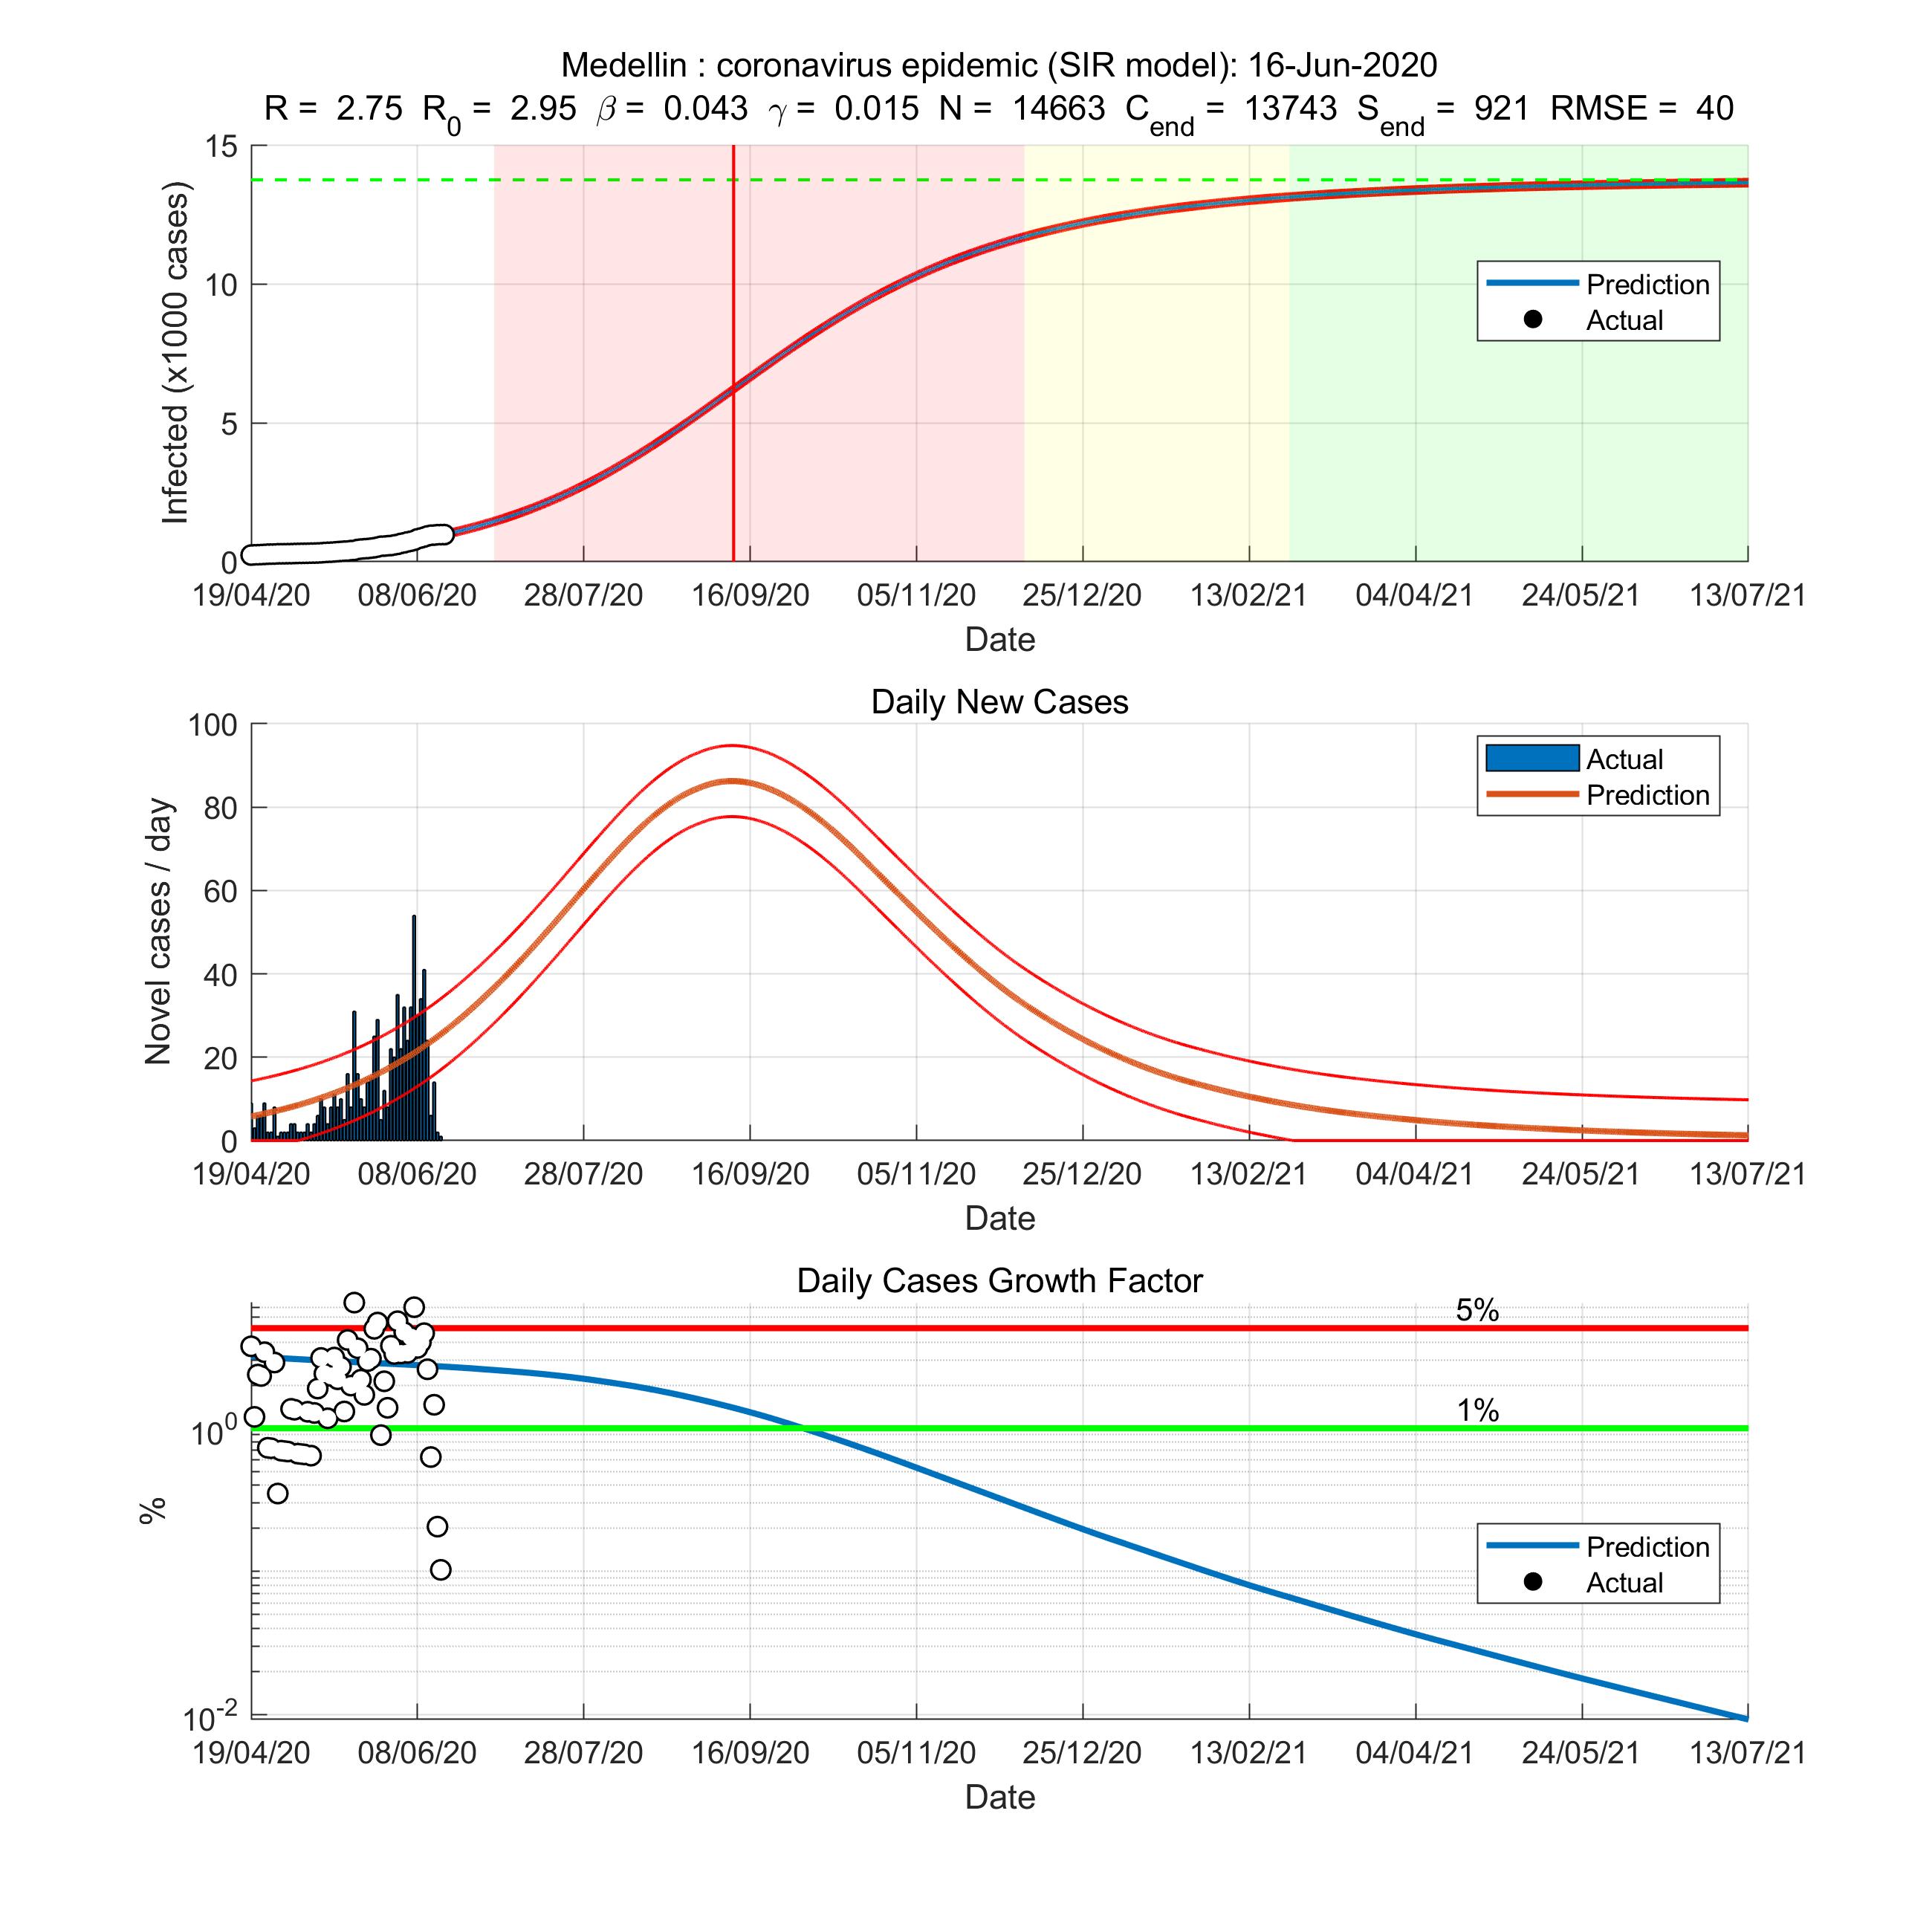 Medellin : coronavirus epidemic (SIR model): 16-Jun-2020
R = 2.75 R0 = 2.95 β = 0.043 γ = 0.015 N = 14663 Cend = 13743 Send = 921 RMSE = 40
15
10
5
0
Infected (x1000 cases)
Prediction
Actual
19/04/20 08/06/20 28/07/20 16/09/20 05/11/20 25/12/20 13/02/21 04/04/21 24/05/21 13/07/21
Date
Daily New Cases
100
80
60
40
20
0
Novel cases / day
Actual
Prediction
19/04/20 08/06/20 28/07/20 16/09/20 05/11/20 25/12/20 13/02/21 04/04/21 24/05/21 13/07/21
Date
Daily Cases Growth Factor
5%
1%
10^0
10^-2
%
Prediction
Actual
19/04/20 08/06/20 28/07/20 16/09/20 05/11/20 25/12/20 13/02/21 04/04/21 24/05/21 13/07/21
Date